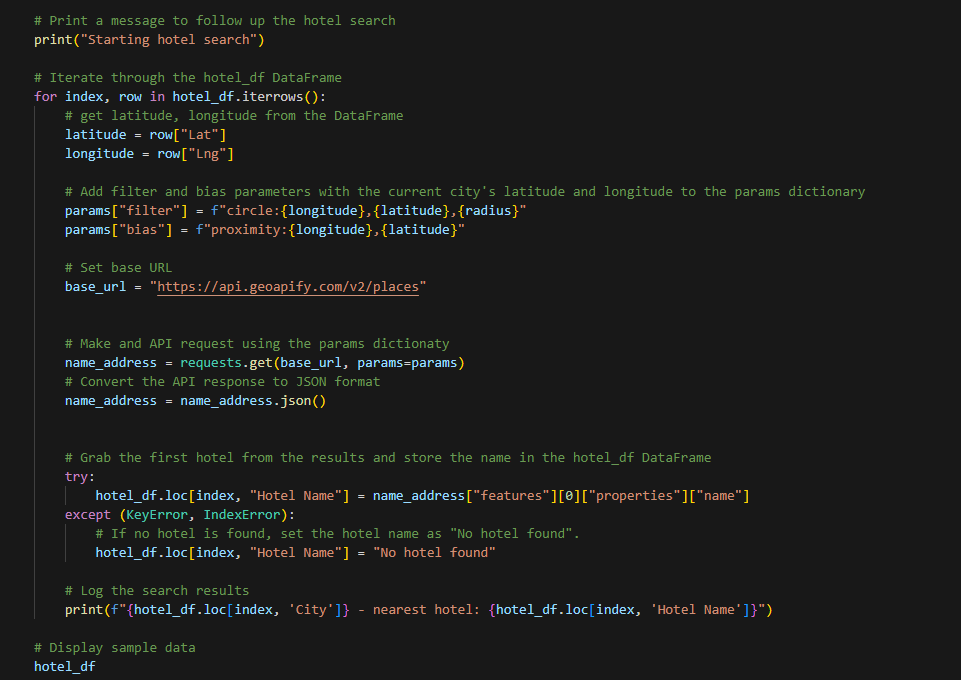 # Print a message to follow up the hotel search
print("Starting hotel search")
# Iterate through the hotel_df DataFrame
for index, row in hotel_df.iterrows():
# get latitude, longitude from the DataFrame
latitude = row["Lat"]
longitude = row["Lng"]
# Add filter and bias parameters with the current city's latitude and longitude to the params dictionary
params["filter"] = f"circle:{longitude},{latitude},{radius}"
params["bias"] = f"proximity:{longitude},{latitude}"
# Set base URL
base_url = "https://api.geoapify.com/v2/places"
# Make and API request using the params dictionaty
name_address = requests.get(base_url, params=params)
# Convert the API response to JSON format
name_address = name_address.json()
# Grab the first hotel from the results and store the name in the hotel_df DataFrame
try:
hotel_df.loc[index, "Hotel Name"] = name_address["features"][0]["properties"]["name"]
except (KeyError, IndexError):
# If no hotel is found, set the hotel name as "No hotel found".
hotel_df.loc[index, "Hotel Name"] = "No hotel found"
# Log the search results
print(f"{hotel_df.loc[index, 'City']} - nearest hotel: {hotel_df.loc[index, 'Hotel Name']}")
# Display sample data
hotel_df